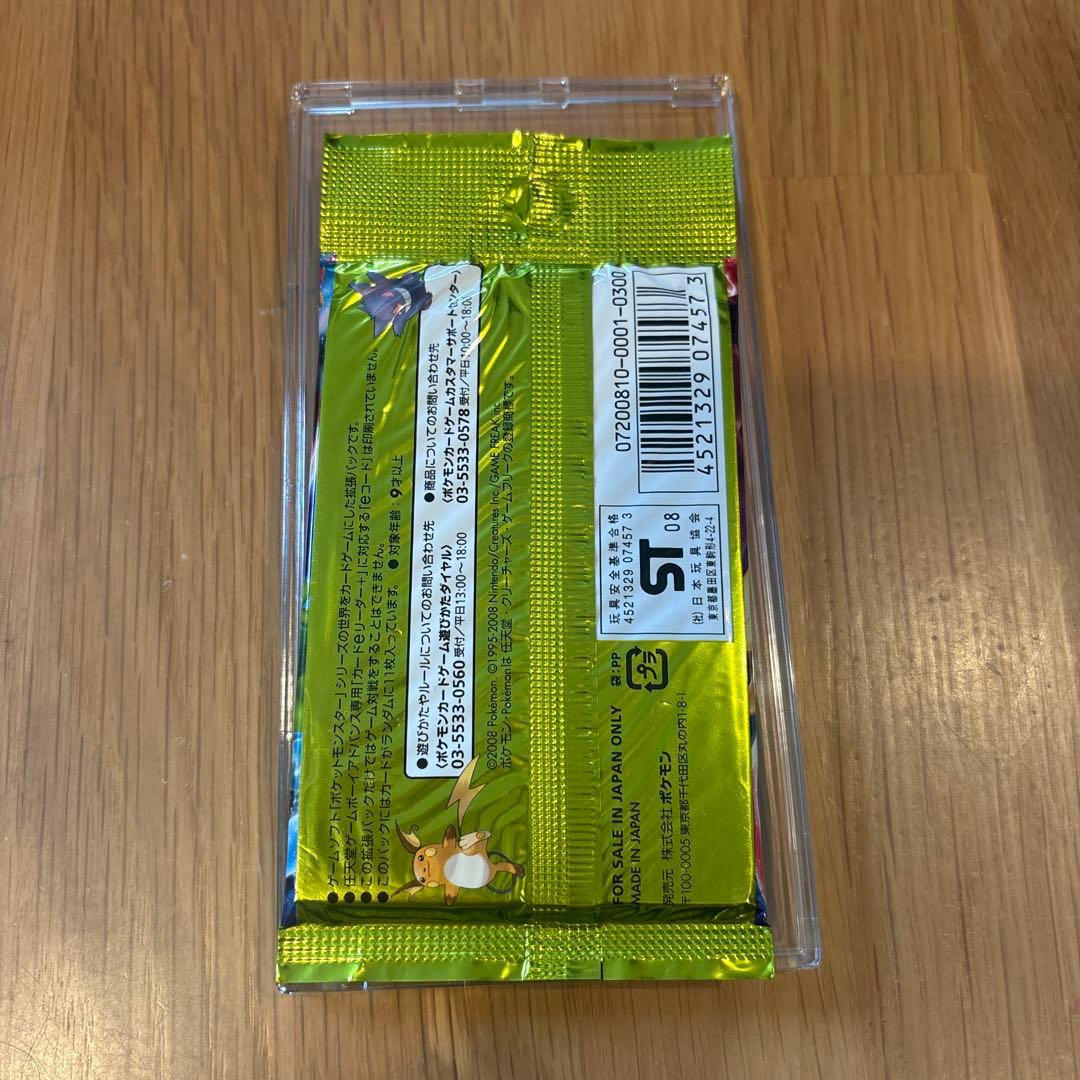 ●ゲームソフト「ポケットモンスター」シリーズの世界をカードゲームにした拡張パックです。
●任天堂ゲームボーイアドバンス専用「カードeリーダー+」に対応する「eコード」は印刷されていません。
●この拡張パックだけではゲーム対戦をすることはできません。
●このパックにはカードがランダムに11枚入っています。 ●対象年齢：9才以上
●遊びかたやルールについてのお問い合わせ先
〈ポケモンカードゲーム遊びかたダイヤル〉
03-5533-0560 受付/平日13:00～18:00
●商品についてのお問い合わせ先
〈ポケモンカードゲームカスタマーサポートセンター〉
03-5533-0578 受付/平日10:00～18:00
©2008 Pokémon. ©1995-2008 Nintendo/Creatures Inc./GAME FREAK inc.
ポケモン・Pokémonは任天堂・クリーチャーズ・ゲームフリークの登録商標です。
07200810-0001-0300
4521329 074573
玩具安全基準合格
4521329 07457 3
ST 08
(社)日本玩具協会
東京都墨田区東駒形4-22-4
袋：PP
プラ
FOR SALE IN JAPAN ONLY
MADE IN JAPAN
発売元 株式会社ポケモン
〒100-0005 東京都千代田区丸の内1-8-1